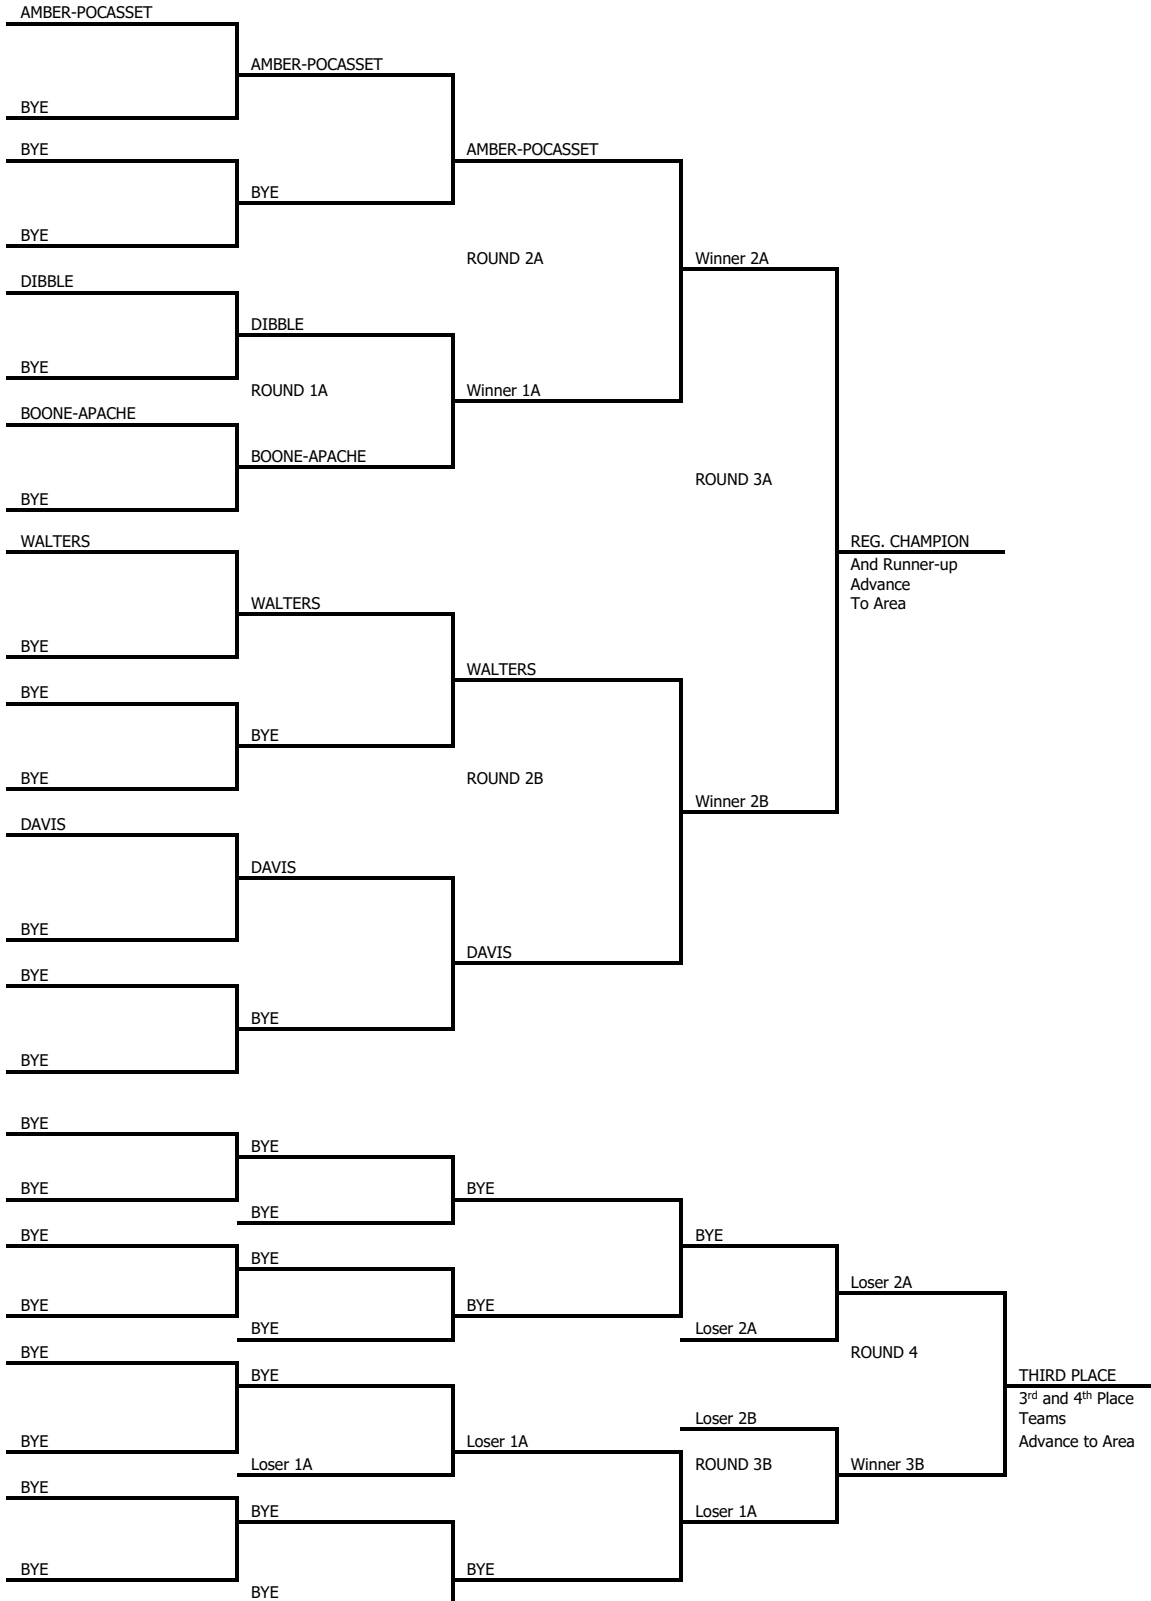 AMBER-POCASSET
AMBER-POCASSET
BYE
BYE
AMBER-POCASSET
BYE
BYE
ROUND 2A
Winner 2A
DIBBLE
DIBBLE
BYE
ROUND 1A
Winner 1A
BOONE-APACHE
BOONE-APACHE
ROUND 3A
BYE
WALTERS
REG. CHAMPION
And Runner-up
Advance
To Area
WALTERS
BYE
WALTERS
BYE
BYE
BYE
ROUND 2B
Winner 2B
DAVIS
DAVIS
BYE
DAVIS
BYE
BYE
BYE
BYE
BYE
BYE
BYE
BYE
BYE
BYE
BYE
Loser 2A
BYE
BYE
BYE
Loser 2A
BYE
ROUND 4
BYE
THIRD PLACE
3rd and 4th Place
Teams
Advance to Area
Loser 2B
BYE
Loser 1A
Loser 1A
ROUND 3B
Winner 3B
BYE
BYE
Loser 1A
BYE
BYE
BYE